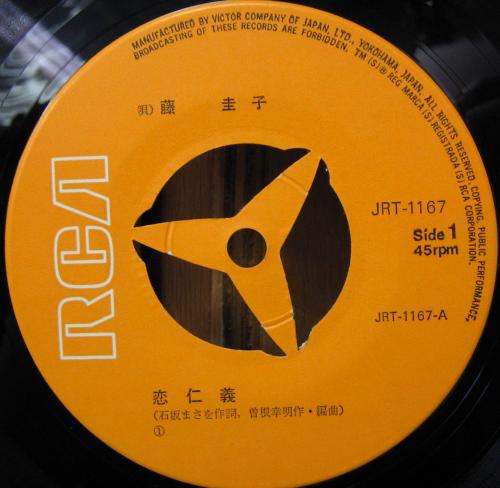 MANUFACTURED BY VICTOR COMPANY OF JAPAN, LTD., YOKOHAMA, JAPAN. ALL RIGHTS RESERVED, COPYING, PUBLIC PERFORMANCE,
BROADCASTING OF THESE RECORDS ARE FORBIDDEN. TM(S)® REG MARCA(S) REGISTRADA(S) RCA CORPORATION.
唄) 藤 圭子
RCA
JRT-1167
Side 1
45rpm
JRT-1167-A
恋仁義
(石坂まさを作詞, 曽根幸明作・編曲)
①